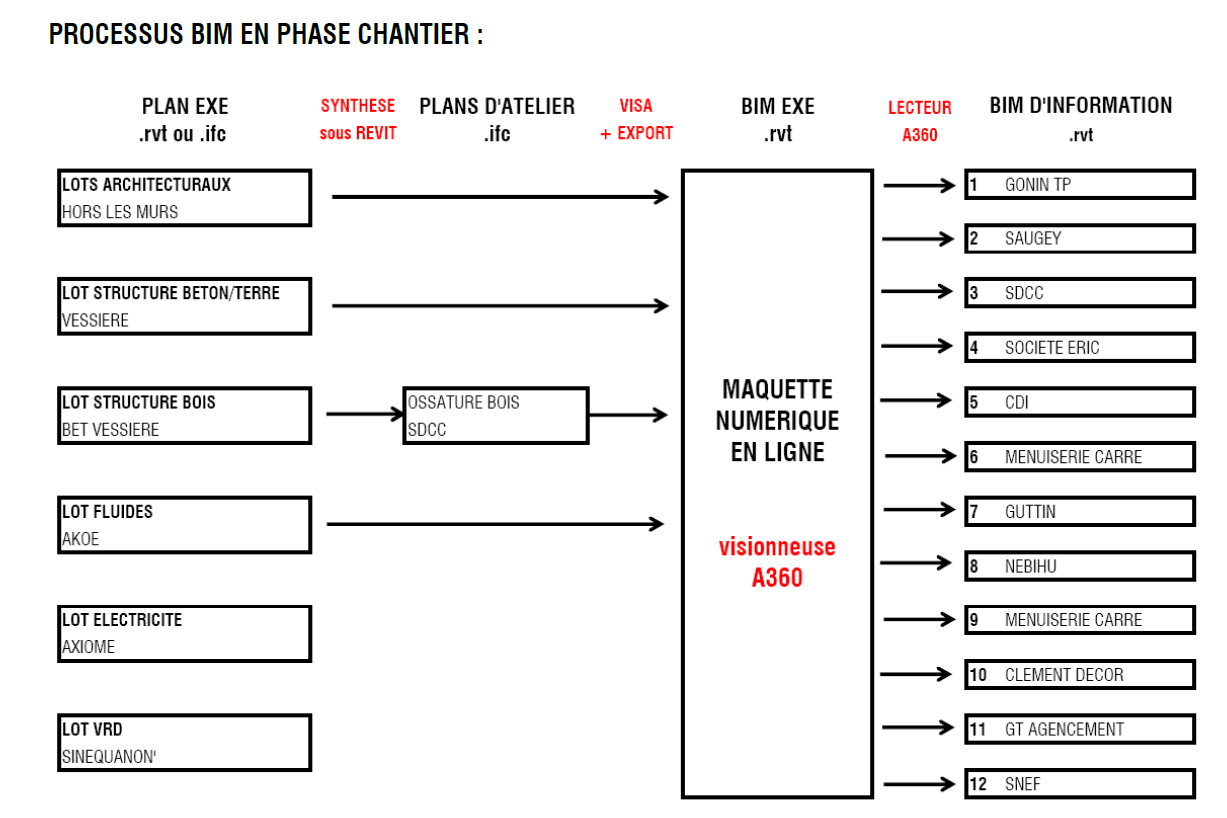 PROCESSUS BIM EN PHASE CHANTIER :
PLAN EXE
.rvt ou .ifc
SYNTHESE
sous REVIT
PLANS D'ATELIER
.ifc
VISA
+ EXPORT
BIM EXE
.rvt
LECTEUR
A360
BIM D'INFORMATION
.rvt
LOTS ARCHITECTURAUX
HORS LES MURS
LOT STRUCTURE BETON/TERRE
VESSIERE
LOT STRUCTURE BOIS
BET VESSIERE
OSSATURE BOIS
SDCC
LOT FLUIDES
AKOE
LOT ELECTRICITE
AXIOME
LOT VRD
SINEQUANON'
MAQUETTE
NUMERIQUE
EN LIGNE
visionneuse
A360
1 GONIN TP
2 SAUGEY
3 SDCC
4 SOCIETE ERIC
5 CDI
6 MENUISERIE CARRE
7 GUTTIN
8 NEBIHU
9 MENUISERIE CARRE
10 CLEMENT DECOR
11 GT AGENCEMENT
12 SNEF